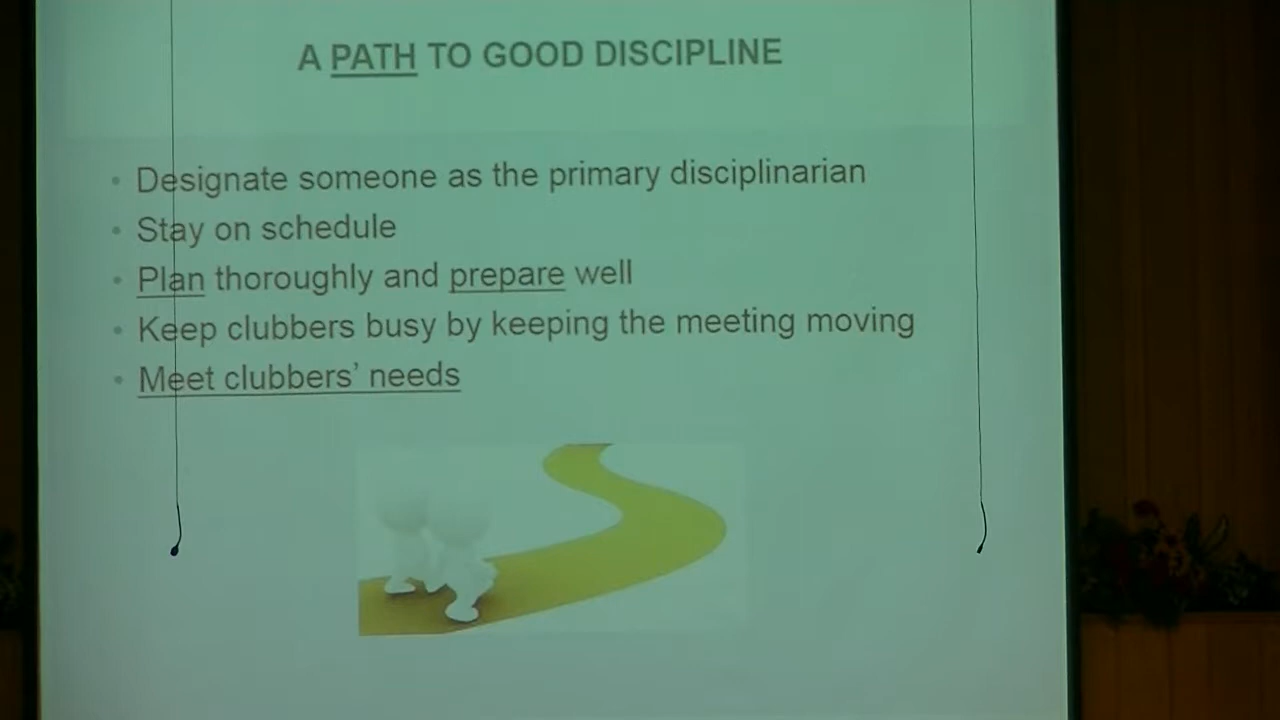 A PATH TO GOOD DISCIPLINE
• Designate someone as the primary disciplinarian
• Stay on schedule
• Plan thoroughly and prepare well
• Keep clubbers busy by keeping the meeting moving
• Meet clubbers’ needs